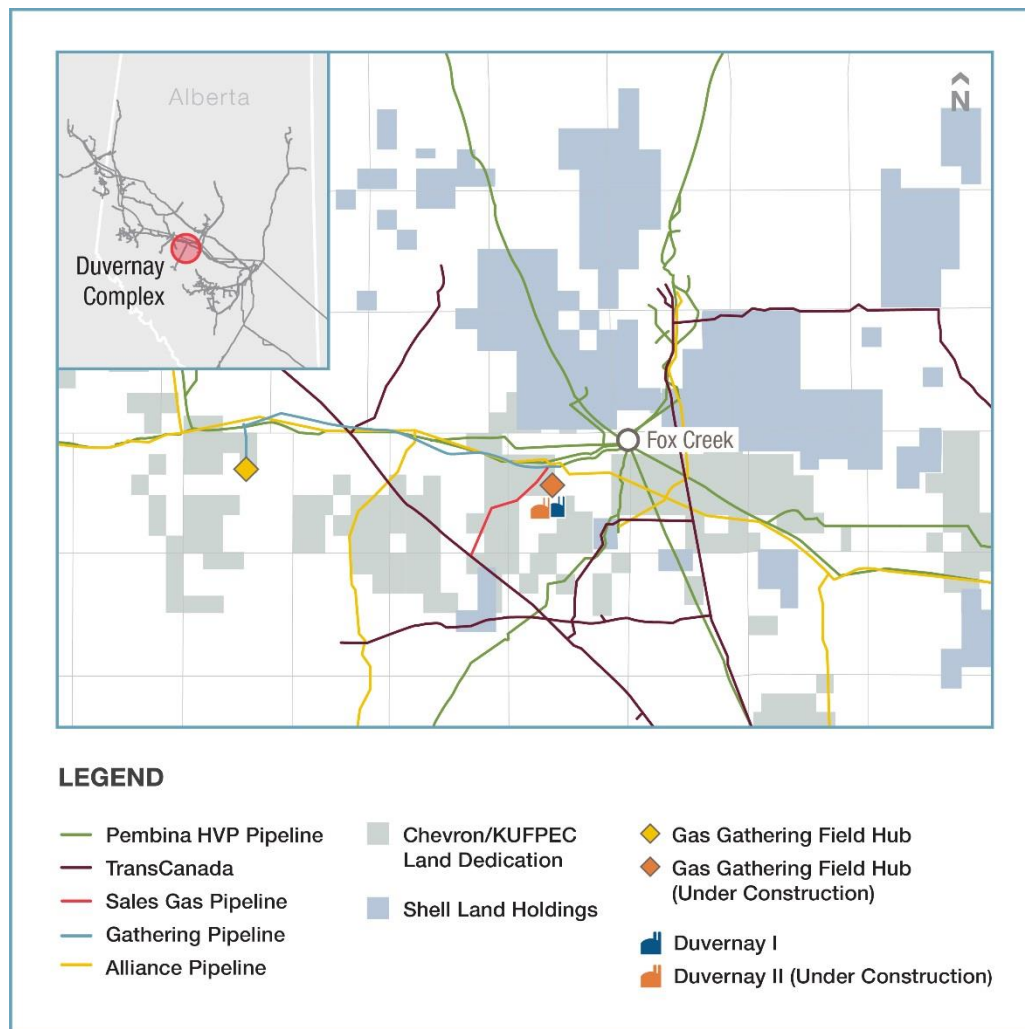 Alberta
N
Duvernay
Complex
Fox Creek
LEGEND
Pembina HVP Pipeline
TransCanada
Sales Gas Pipeline
Gathering Pipeline
Alliance Pipeline
Chevron/KUFPEC
Land Dedication
Shell Land Holdings
Gas Gathering Field Hub
Gas Gathering Field Hub
(Under Construction)
Duvernay I
Duvernay II (Under Construction)